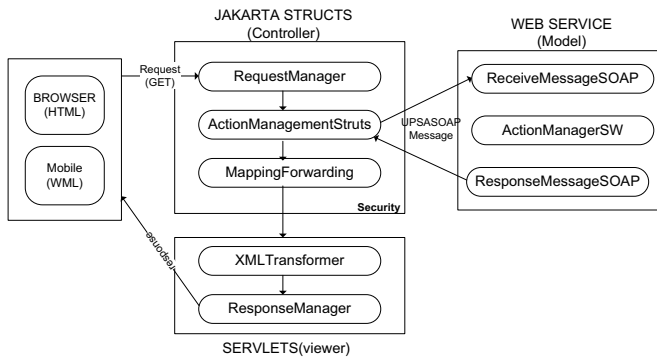 JAKARTA STRUCTS
(Controller)
WEB SERVICE
(Model)
Request
(GET)
RequestManager
ReceiveMessageSOAP
BROWSER
(HTML)
ActionManagementStruts
UPSASOAP
Message
ActionManagerSW
Mobile
(WML)
MappingForwarding
ResponseMessageSOAP
Security
response
XMLTransformer
ResponseManager
SERVLETS(viewer)